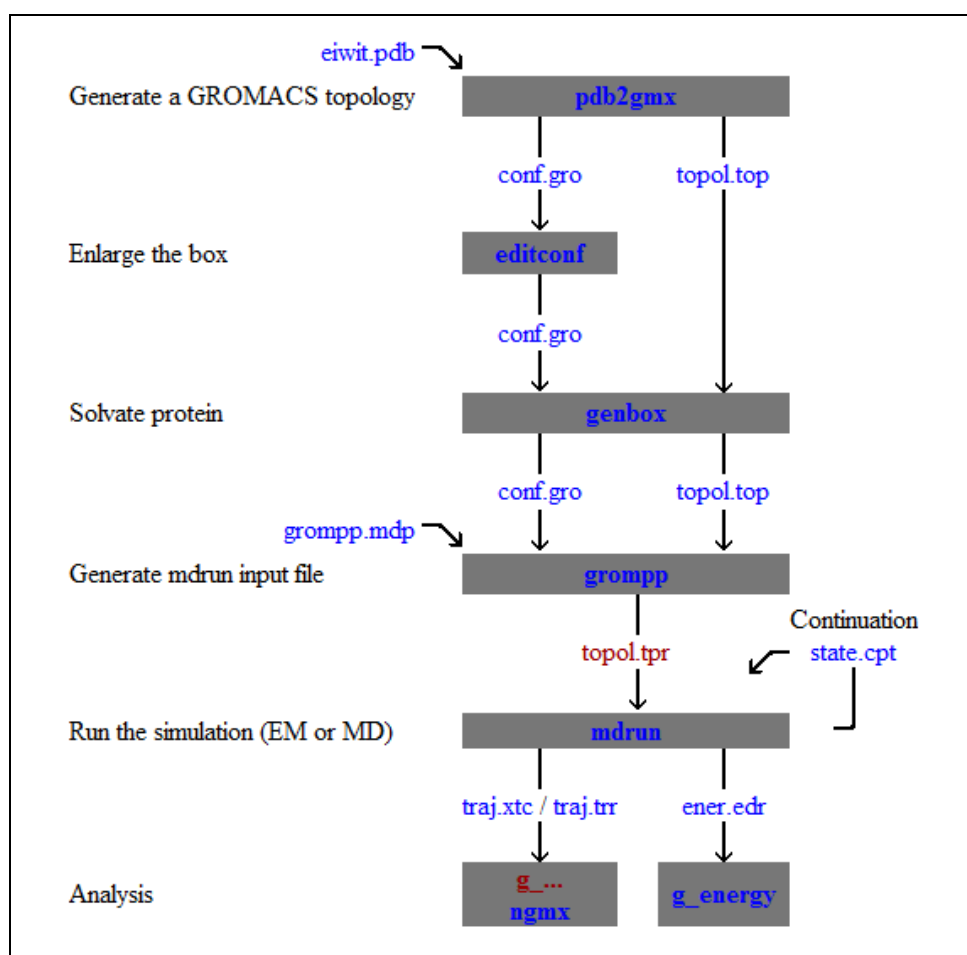 eiwit.pdb
Generate a GROMACS topology
pdb2gmx
conf.gro
topol.top
Enlarge the box
editconf
conf.gro
Solvate protein
genbox
conf.gro
topol.top
grompp.mdp
Generate mdrun input file
grompp
Continuation
topol.tpr
state.cpt
Run the simulation (EM or MD)
mdrun
traj.xtc / traj.trr
ener.edr
Analysis
g_...
ngmx
g_energy